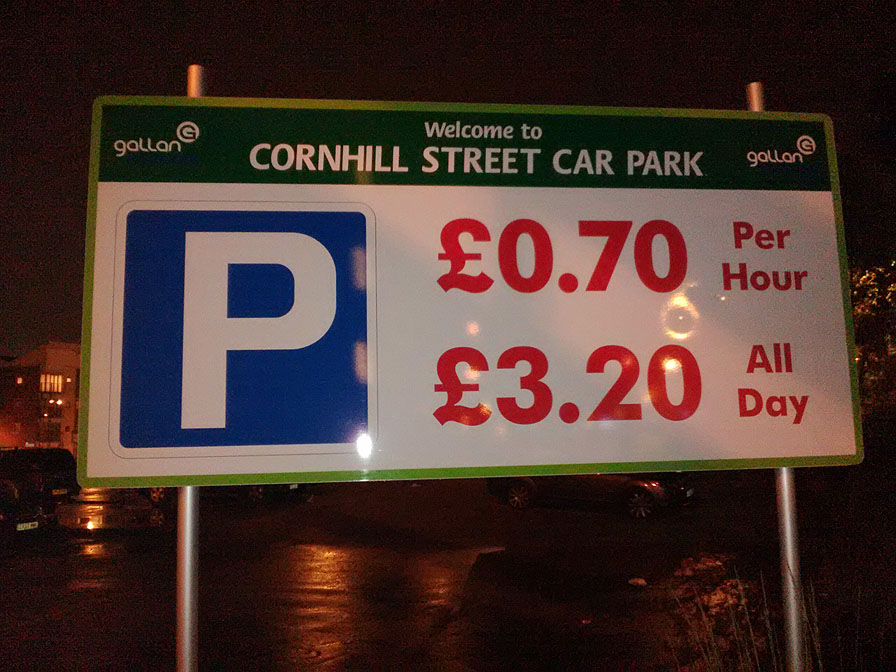 gallan
Welcome to
CORNHILL STREET CAR PARK
gallan
P
£0.70 Per Hour
£3.20 All Day